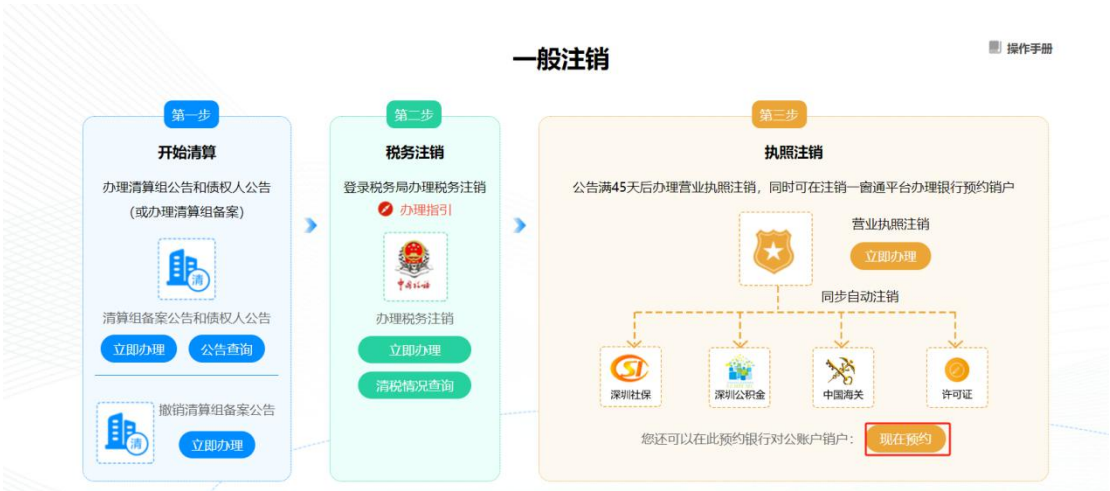 一般注销
操作手册
第一步
开始清算
办理清算组公告和债权人公告
(或办理清算组备案)
清
清算组备案公告和债权人公告
立即办理
公告查询
清
撤销清算组备案公告
立即办理
第二步
税务注销
登录税务局办理税务注销
办理指引
中国税务
办理税务注销
立即办理
清税情况查询
第三步
执照注销
公告满45天后办理营业执照注销，同时可在注销一窗通平台办理银行预约销户
营业执照注销
立即办理
同步自动注销
深圳社保
深圳公积金
中国海关
许可证
您还可以在此预约银行对公账户销户：
现在预约